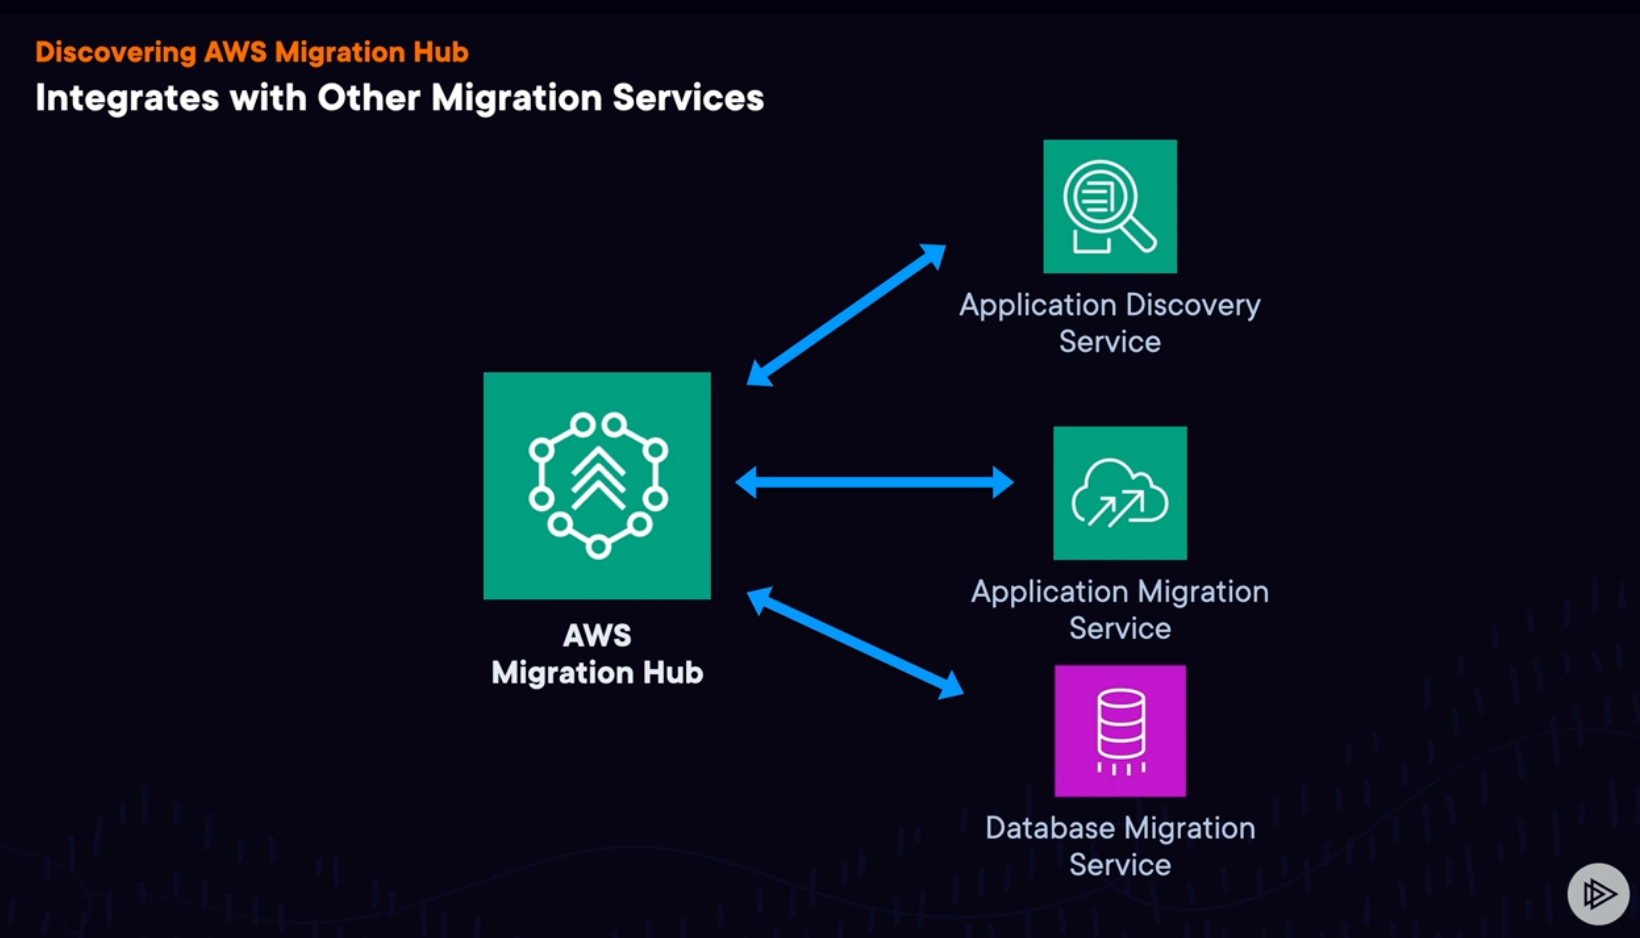 Discovering AWS Migration Hub
Integrates with Other Migration Services
Application Discovery
Service
AWS
Migration Hub
Application Migration
Service
Database Migration
Service